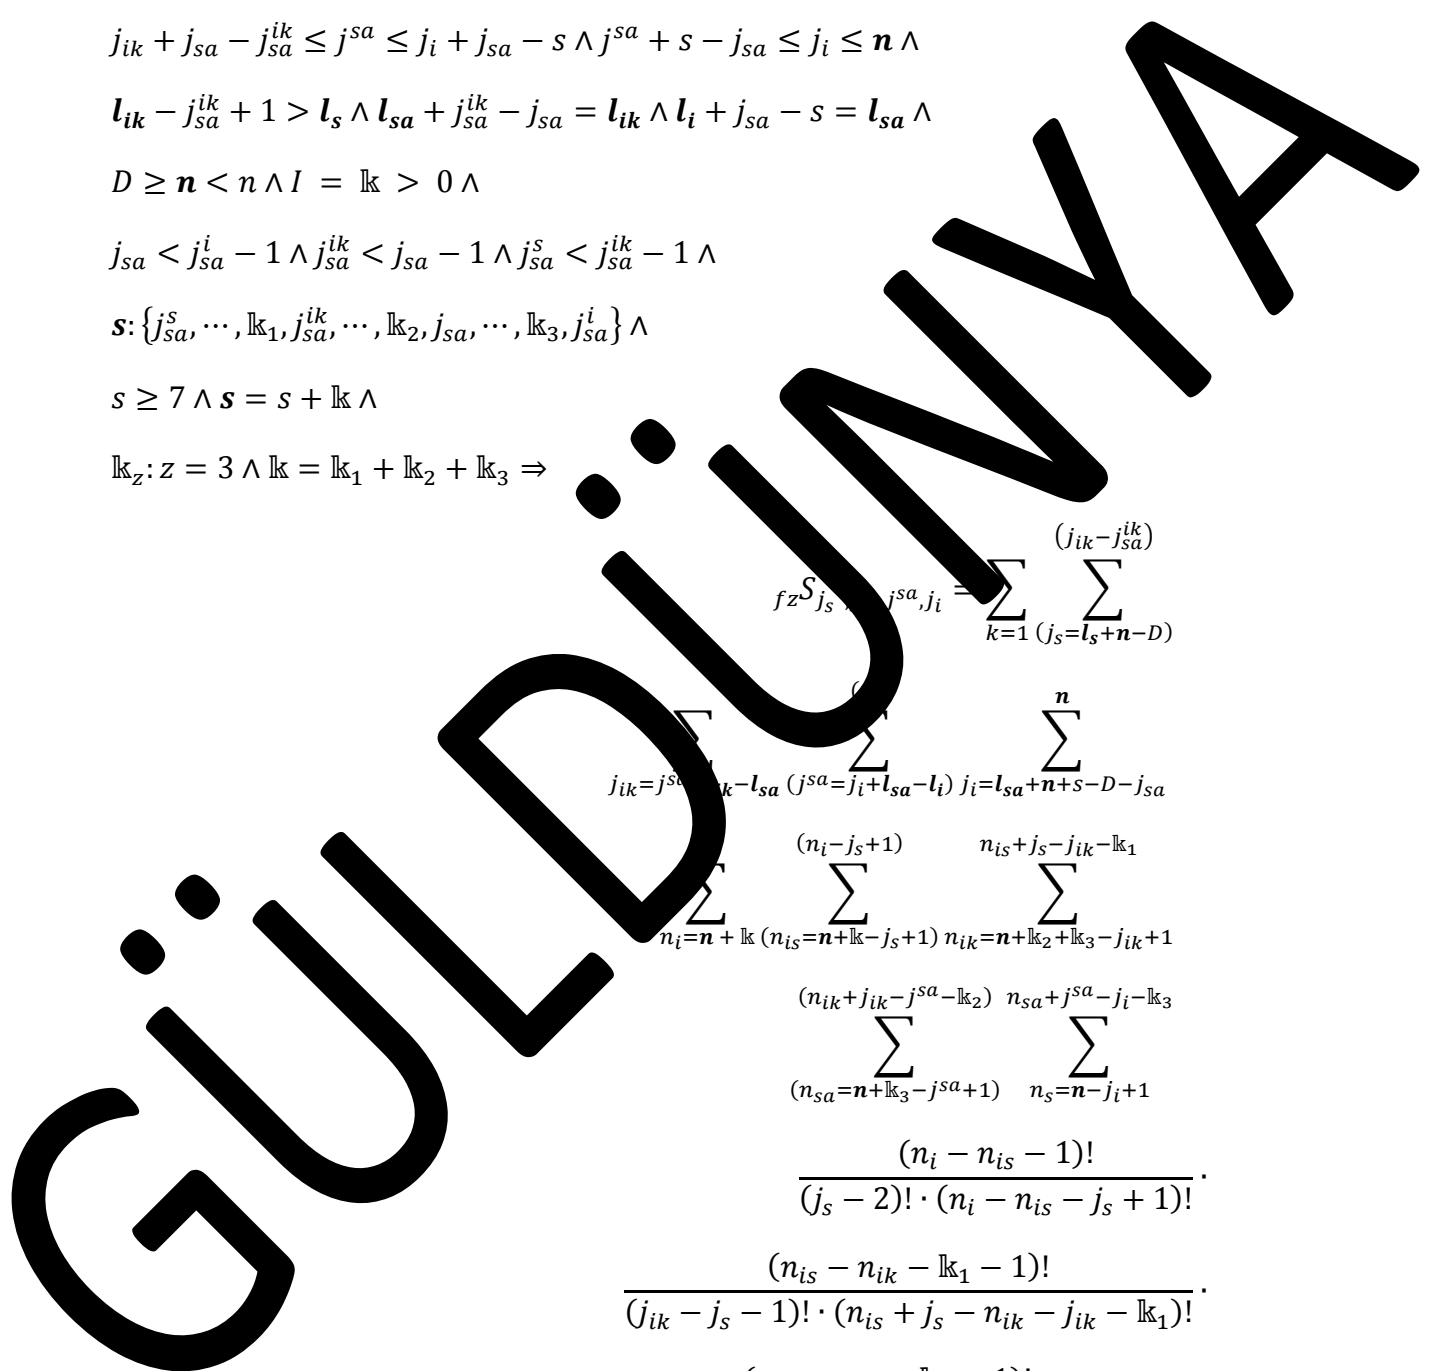 j_{ik} + j_{sa} − j_{sa}^{ik} ≤ j^{sa} ≤ j_i + j_{sa} − s ∧ j^{sa} + s − j_{sa} ≤ j_i ≤ 𝒏 ∧
𝒍_{𝒊𝒌} − j_{sa}^{ik} + 1 > 𝒍_𝒔 ∧ 𝒍_{𝒔𝒂} + j_{sa}^{ik} − j_{sa} = 𝒍_{𝒊𝒌} ∧ 𝒍_𝒊 + j_{sa} − s = 𝒍_{𝒔𝒂} ∧
D ≥ 𝒏 < n ∧ I = 𝕜 > 0 ∧
j_{sa} < j_{sa}^{i} − 1 ∧ j_{sa}^{ik} < j_{sa} − 1 ∧ j_{sa}^{s} < j_{sa}^{ik} − 1 ∧
𝒔: {j_{sa}^{s}, ⋯, 𝕜_1, j_{sa}^{ik}, ⋯, 𝕜_2, j_{sa}, ⋯, 𝕜_3, j_{sa}^{i}} ∧
s ≥ 7 ∧ 𝒔 = s + 𝕜 ∧
𝕜_z: z = 3 ∧ 𝕜 = 𝕜_1 + 𝕜_2 + 𝕜_3 ⇒
(j_{ik}−j_{sa}^{ik})
_{fz}S_{j_s , j^{sa}, j_i} = ∑ ∑
k=1 (j_s=𝒍_𝒔+𝒏−D)
𝒏
∑ ∑ ∑
(j^{sa}=j_i+𝒍_{𝒔𝒂}−𝒍_𝒊) j_i=𝒍_{𝒔𝒂}+𝒏+s−D−j_{sa}
(n_i−j_s+1) n_{is}+j_s−j_{ik}−𝕜_1
∑ ∑ ∑
n_i=𝒏 + 𝕜 (n_{is}=𝒏+𝕜−j_s+1) n_{ik}=𝒏+𝕜_2+𝕜_3−j_{ik}+1
(n_{ik}+j_{ik}−j^{sa}−𝕜_2) n_{sa}+j^{sa}−j_i−𝕜_3
∑ ∑
(n_{sa}=𝒏+𝕜_3−j^{sa}+1) n_s=𝒏−j_i+1
(n_i − n_{is} − 1)!
(j_s − 2)! · (n_i − n_{is} − j_s + 1)! ·
(n_{is} − n_{ik} − 𝕜_1 − 1)!
(j_{ik} − j_s − 1)! · (n_{is} + j_s − n_{ik} − j_{ik} − 𝕜_1)! ·
GÜLDÜNYA